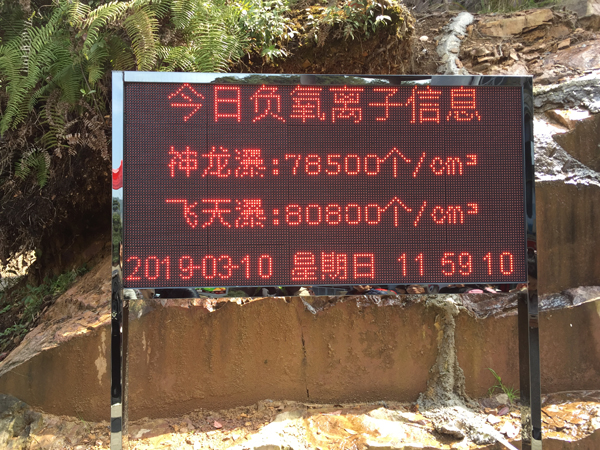 今日负氧离子信息
神龙瀑:78500个/cm³
飞天瀑:80800个/cm³
2019-03-10 星期日 11 59 10